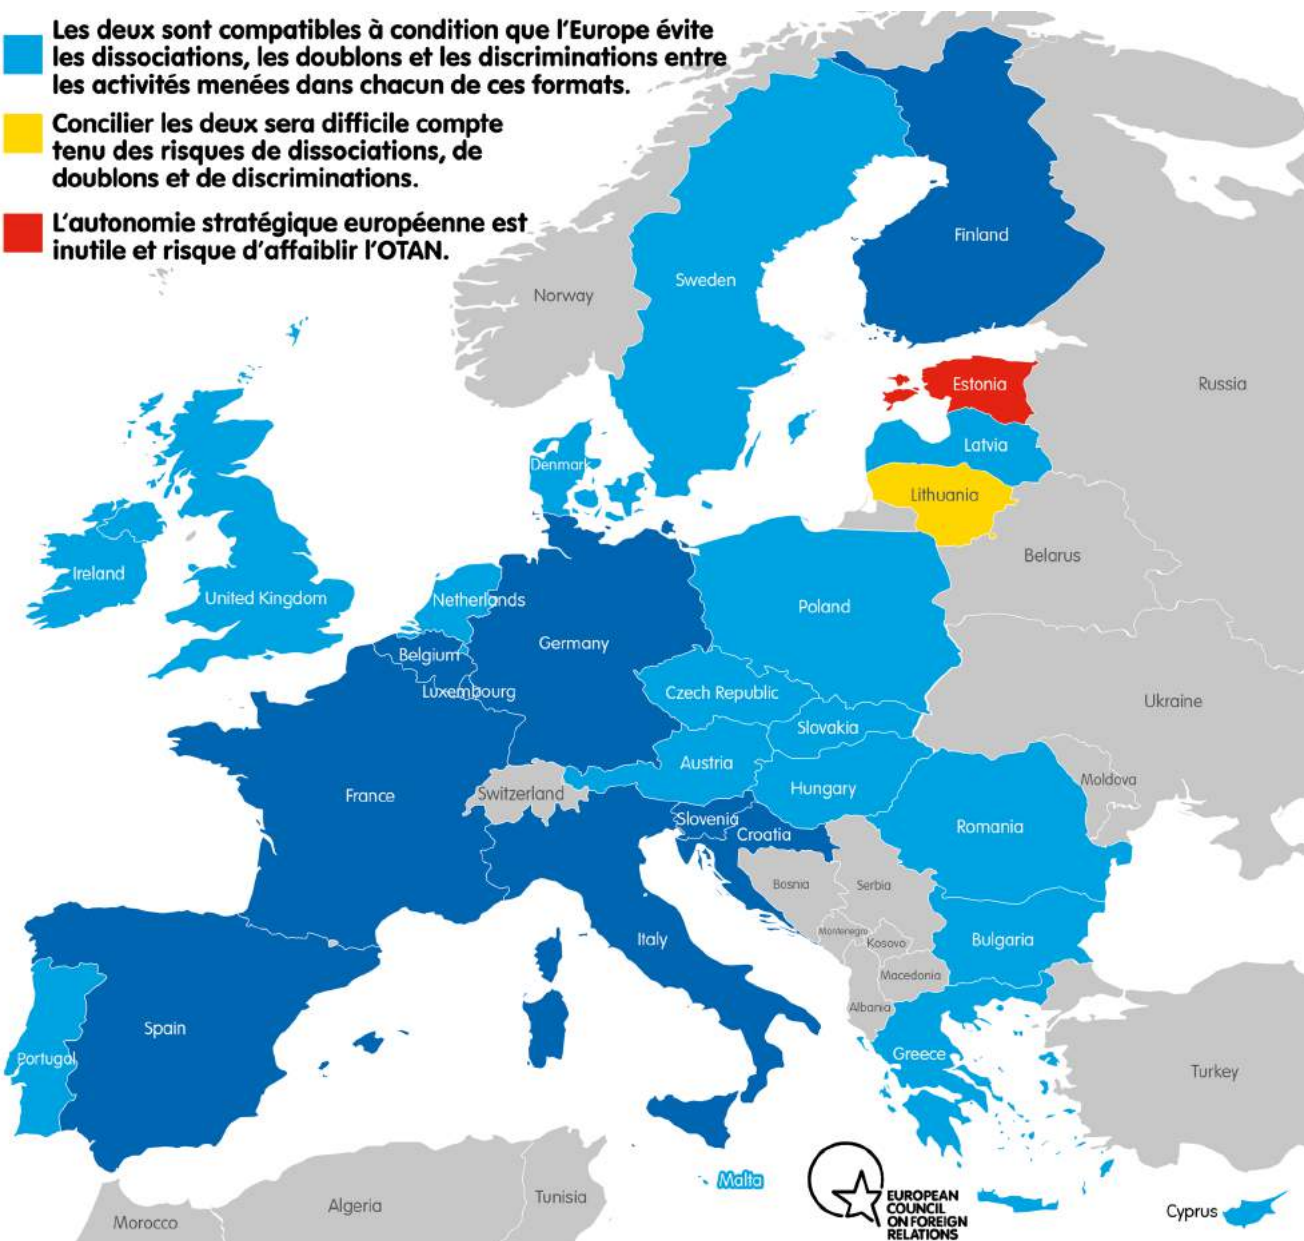 Les deux sont compatibles à condition que l'Europe évite
les dissociations, les doublons et les discriminations entre
les activités menées dans chacun de ces formats.
Concilier les deux sera difficile compte
tenu des risques de dissociations, de
doublons et de discriminations.
L'autonomie stratégique européenne est
inutile et risque d'affaiblir l'OTAN.
Finland
Sweden
Norway
Estonia
Russia
Latvia
Denmark
Lithuania
Belarus
Ireland
United Kingdom
Netherlands
Poland
Germany
Belgium
Luxembourg
Czech Republic
Ukraine
Slovakia
Austria
Moldova
Hungary
Switzerland
France
Slovenia
Croatia
Romania
Bosnia
Serbia
Montenegro
Kosovo
Italy
Bulgaria
Macedonia
Albania
Spain
Portugal
Greece
Turkey
Malta
Algeria
Tunisia
Morocco
EUROPEAN
COUNCIL
ON FOREIGN
RELATIONS
Cyprus